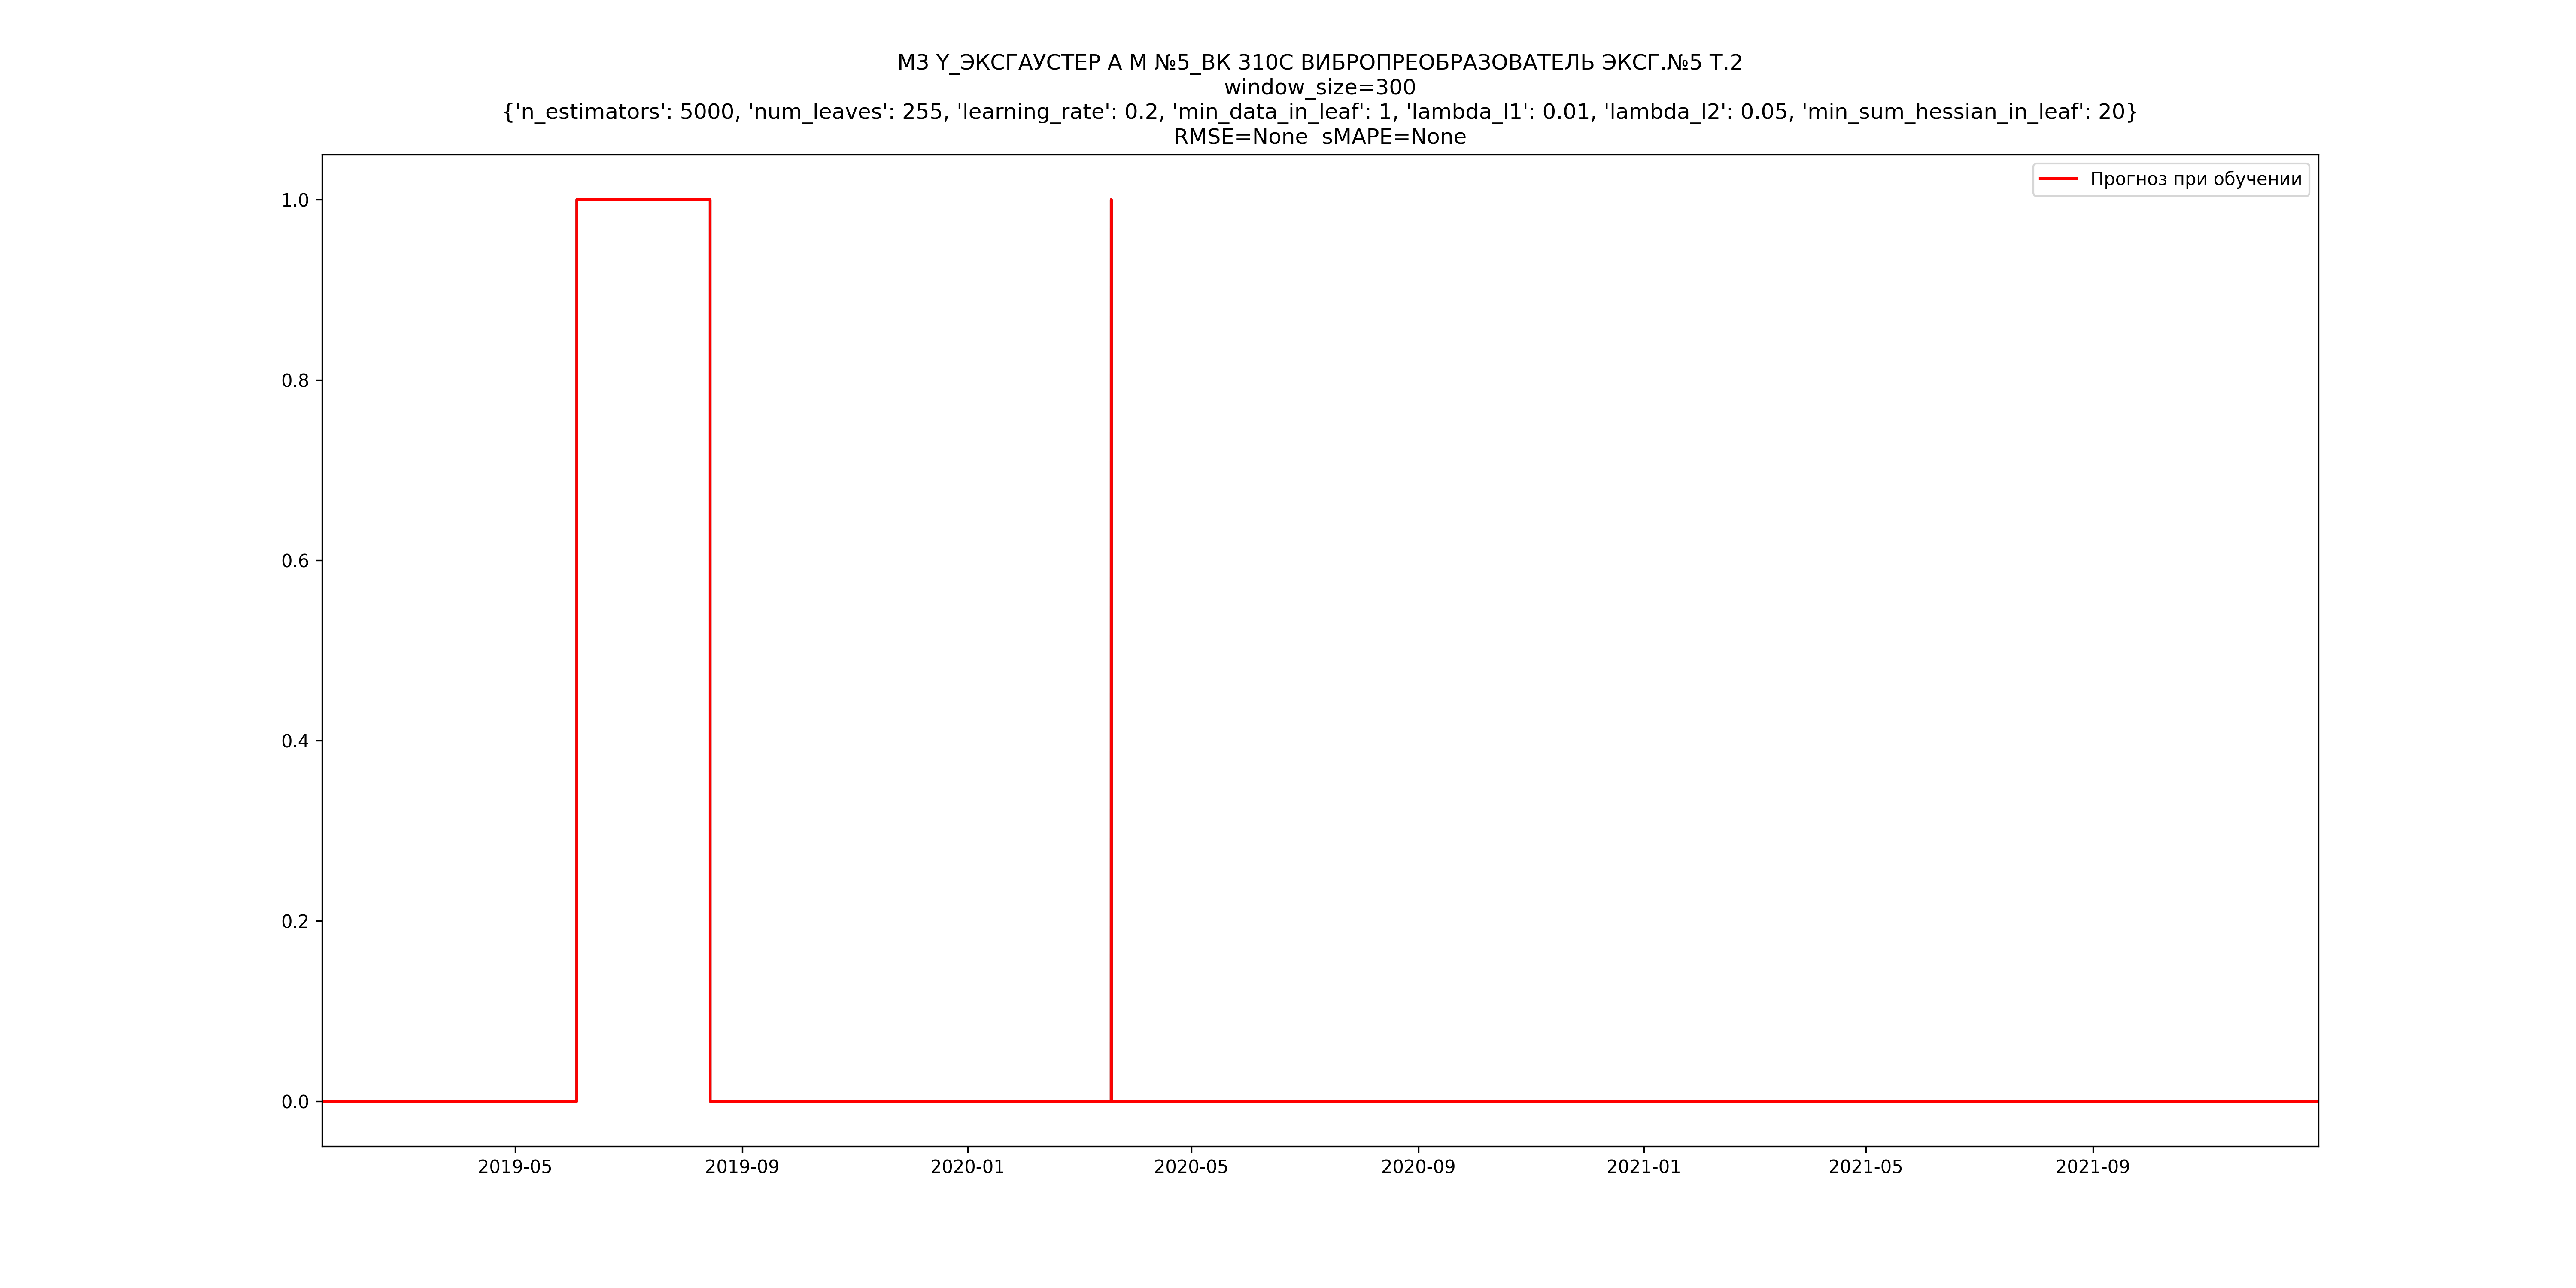 М3 Y_ЭКСГАУСТЕР А М №5_ВК 310С ВИБРОПРЕОБРАЗОВАТЕЛЬ ЭКСГ.№5 Т.2
window_size=300
{'n_estimators': 5000, 'num_leaves': 255, 'learning_rate': 0.2, 'min_data_in_leaf': 1, 'lambda_l1': 0.01, 'lambda_l2': 0.05, 'min_sum_hessian_in_leaf': 20}
RMSE=None  sMAPE=None
Прогноз при обучении
1.0
0.8
0.6
0.4
0.2
0.0
2019-05 2019-09 2020-01 2020-05 2020-09 2021-01 2021-05 2021-09